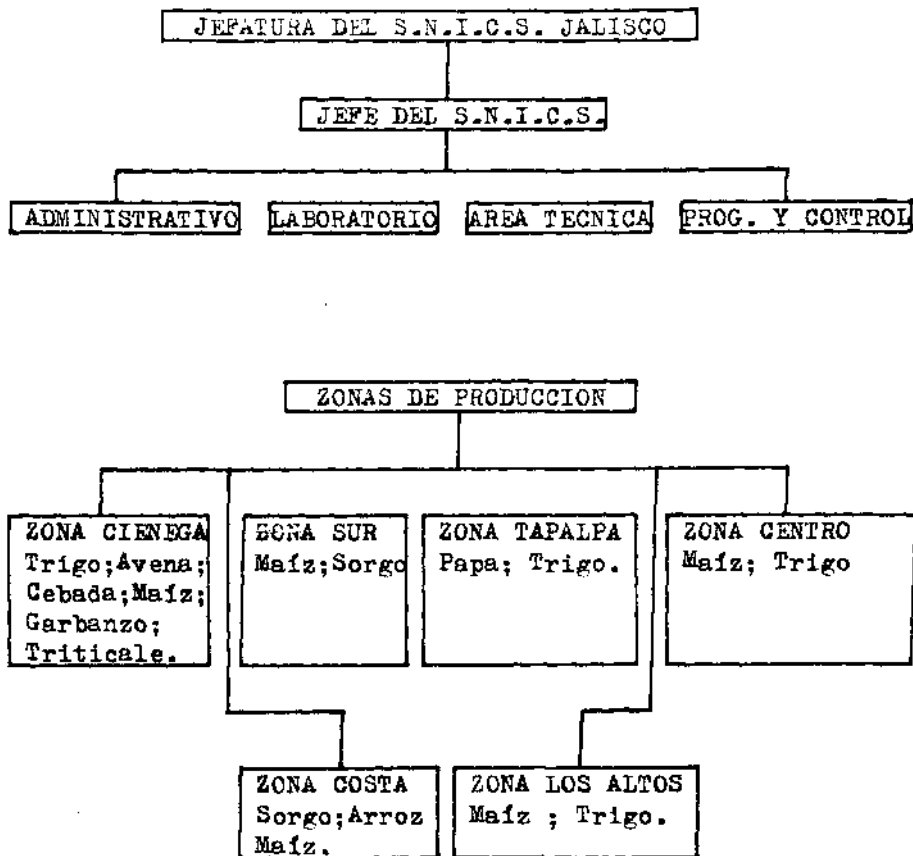 JEFATURA DEL S.N.I.C.S. JALISCO
JEFE DEL S.N.I.C.S.
ADMINISTRATIVO
LABORATORIO
AREA TECNICA
PROG. Y CONTROL
ZONAS DE PRODUCCION
ZONA CIENEGA
Trigo;Avena;
Cebada;Maíz;
Garbanzo;
Triticale.
ZONA SUR
Maíz;Sorgo
ZONA TAPALPA
Papa; Trigo.
ZONA CENTRO
Maíz; Trigo
ZONA COSTA
Sorgo;Arroz
Maíz.
ZONA LOS ALTOS
Maíz ; Trigo.